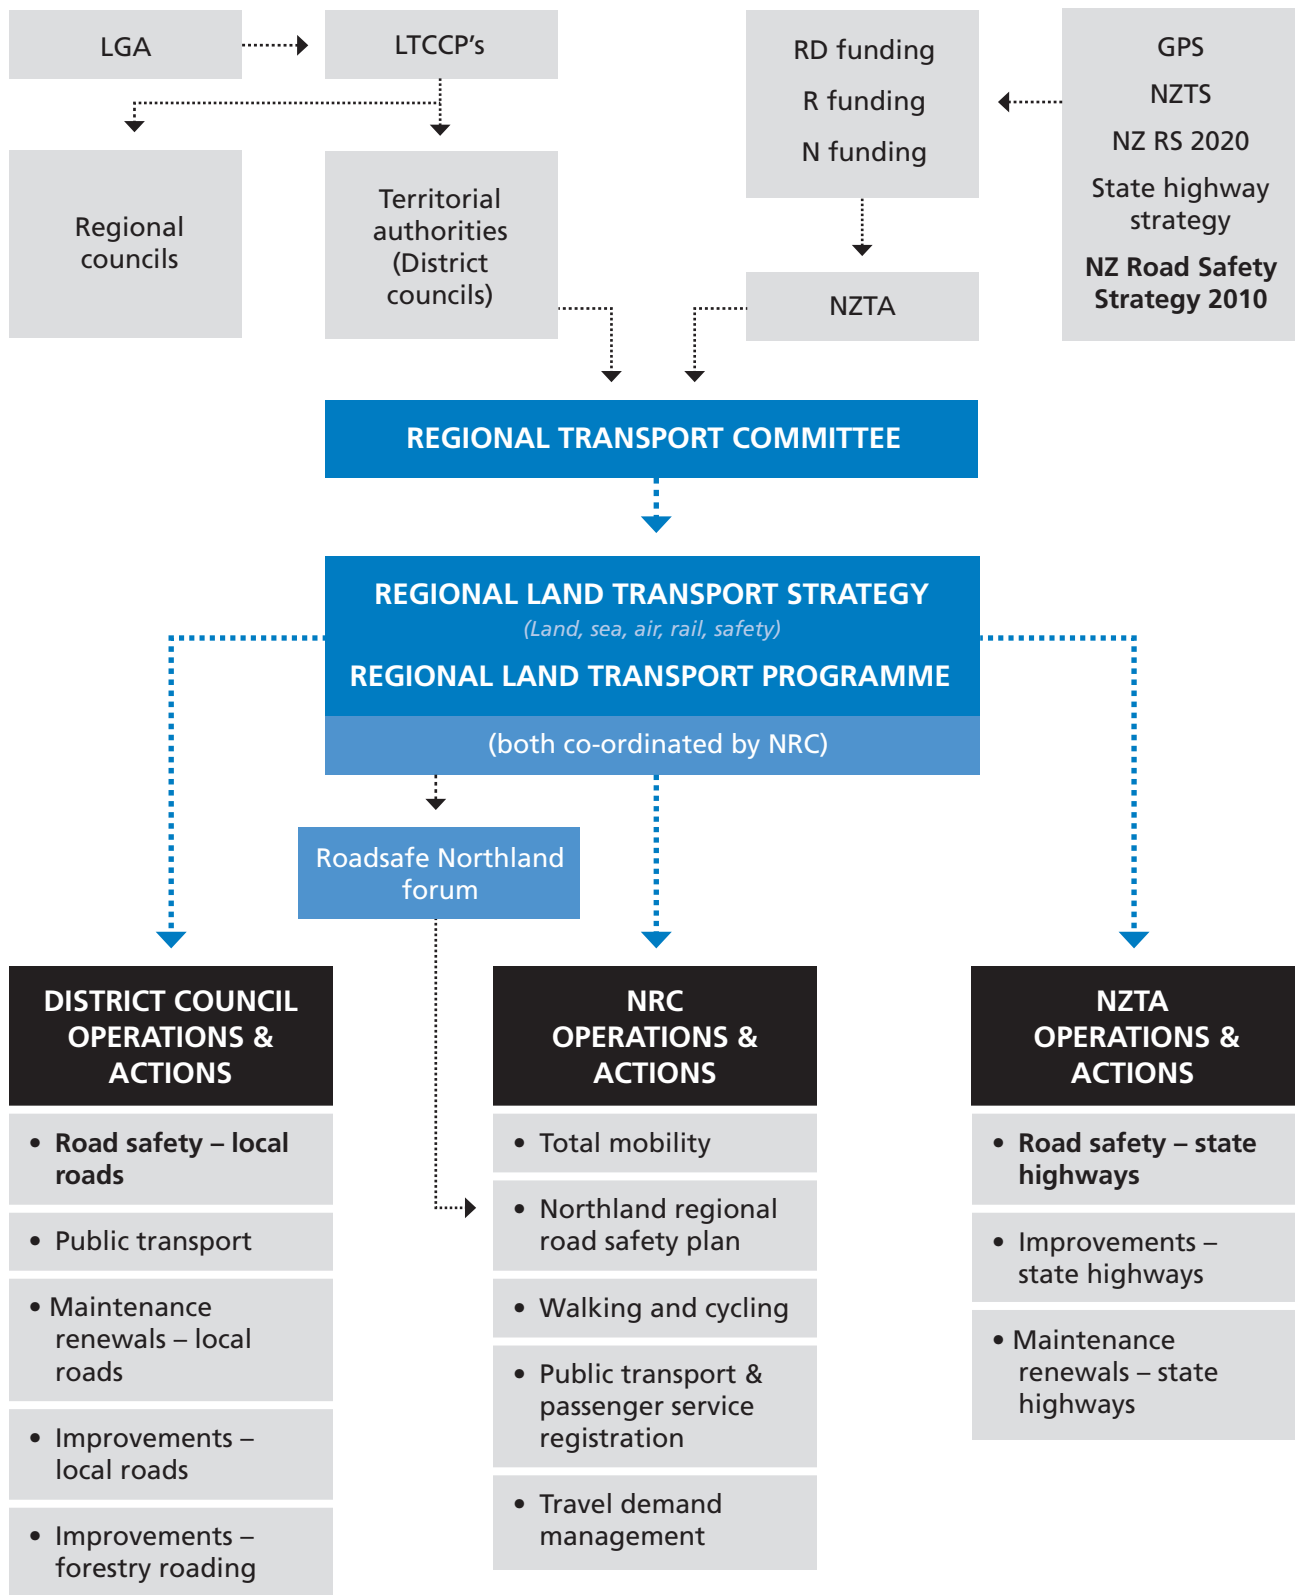 LGA
LTCCP's
RD funding
R funding
N funding
GPS
NZTS
NZ RS 2020
State highway
strategy
NZ Road Safety
Strategy 2010
Regional
councils
Territorial
authorities
(District
councils)
NZTA
REGIONAL TRANSPORT COMMITTEE
REGIONAL LAND TRANSPORT STRATEGY
(Land, sea, air, rail, safety)
REGIONAL LAND TRANSPORT PROGRAMME
(both co-ordinated by NRC)
Roadsafe Northland
forum
DISTRICT COUNCIL
OPERATIONS &
ACTIONS
• Road safety – local
roads
• Public transport
• Maintenance
renewals – local
roads
• Improvements –
local roads
• Improvements –
forestry roading
NRC
OPERATIONS &
ACTIONS
• Total mobility
• Northland regional
road safety plan
• Walking and cycling
• Public transport &
passenger service
registration
• Travel demand
management
NZTA
OPERATIONS &
ACTIONS
• Road safety – state
highways
• Improvements –
state highways
• Maintenance
renewals – state
highways